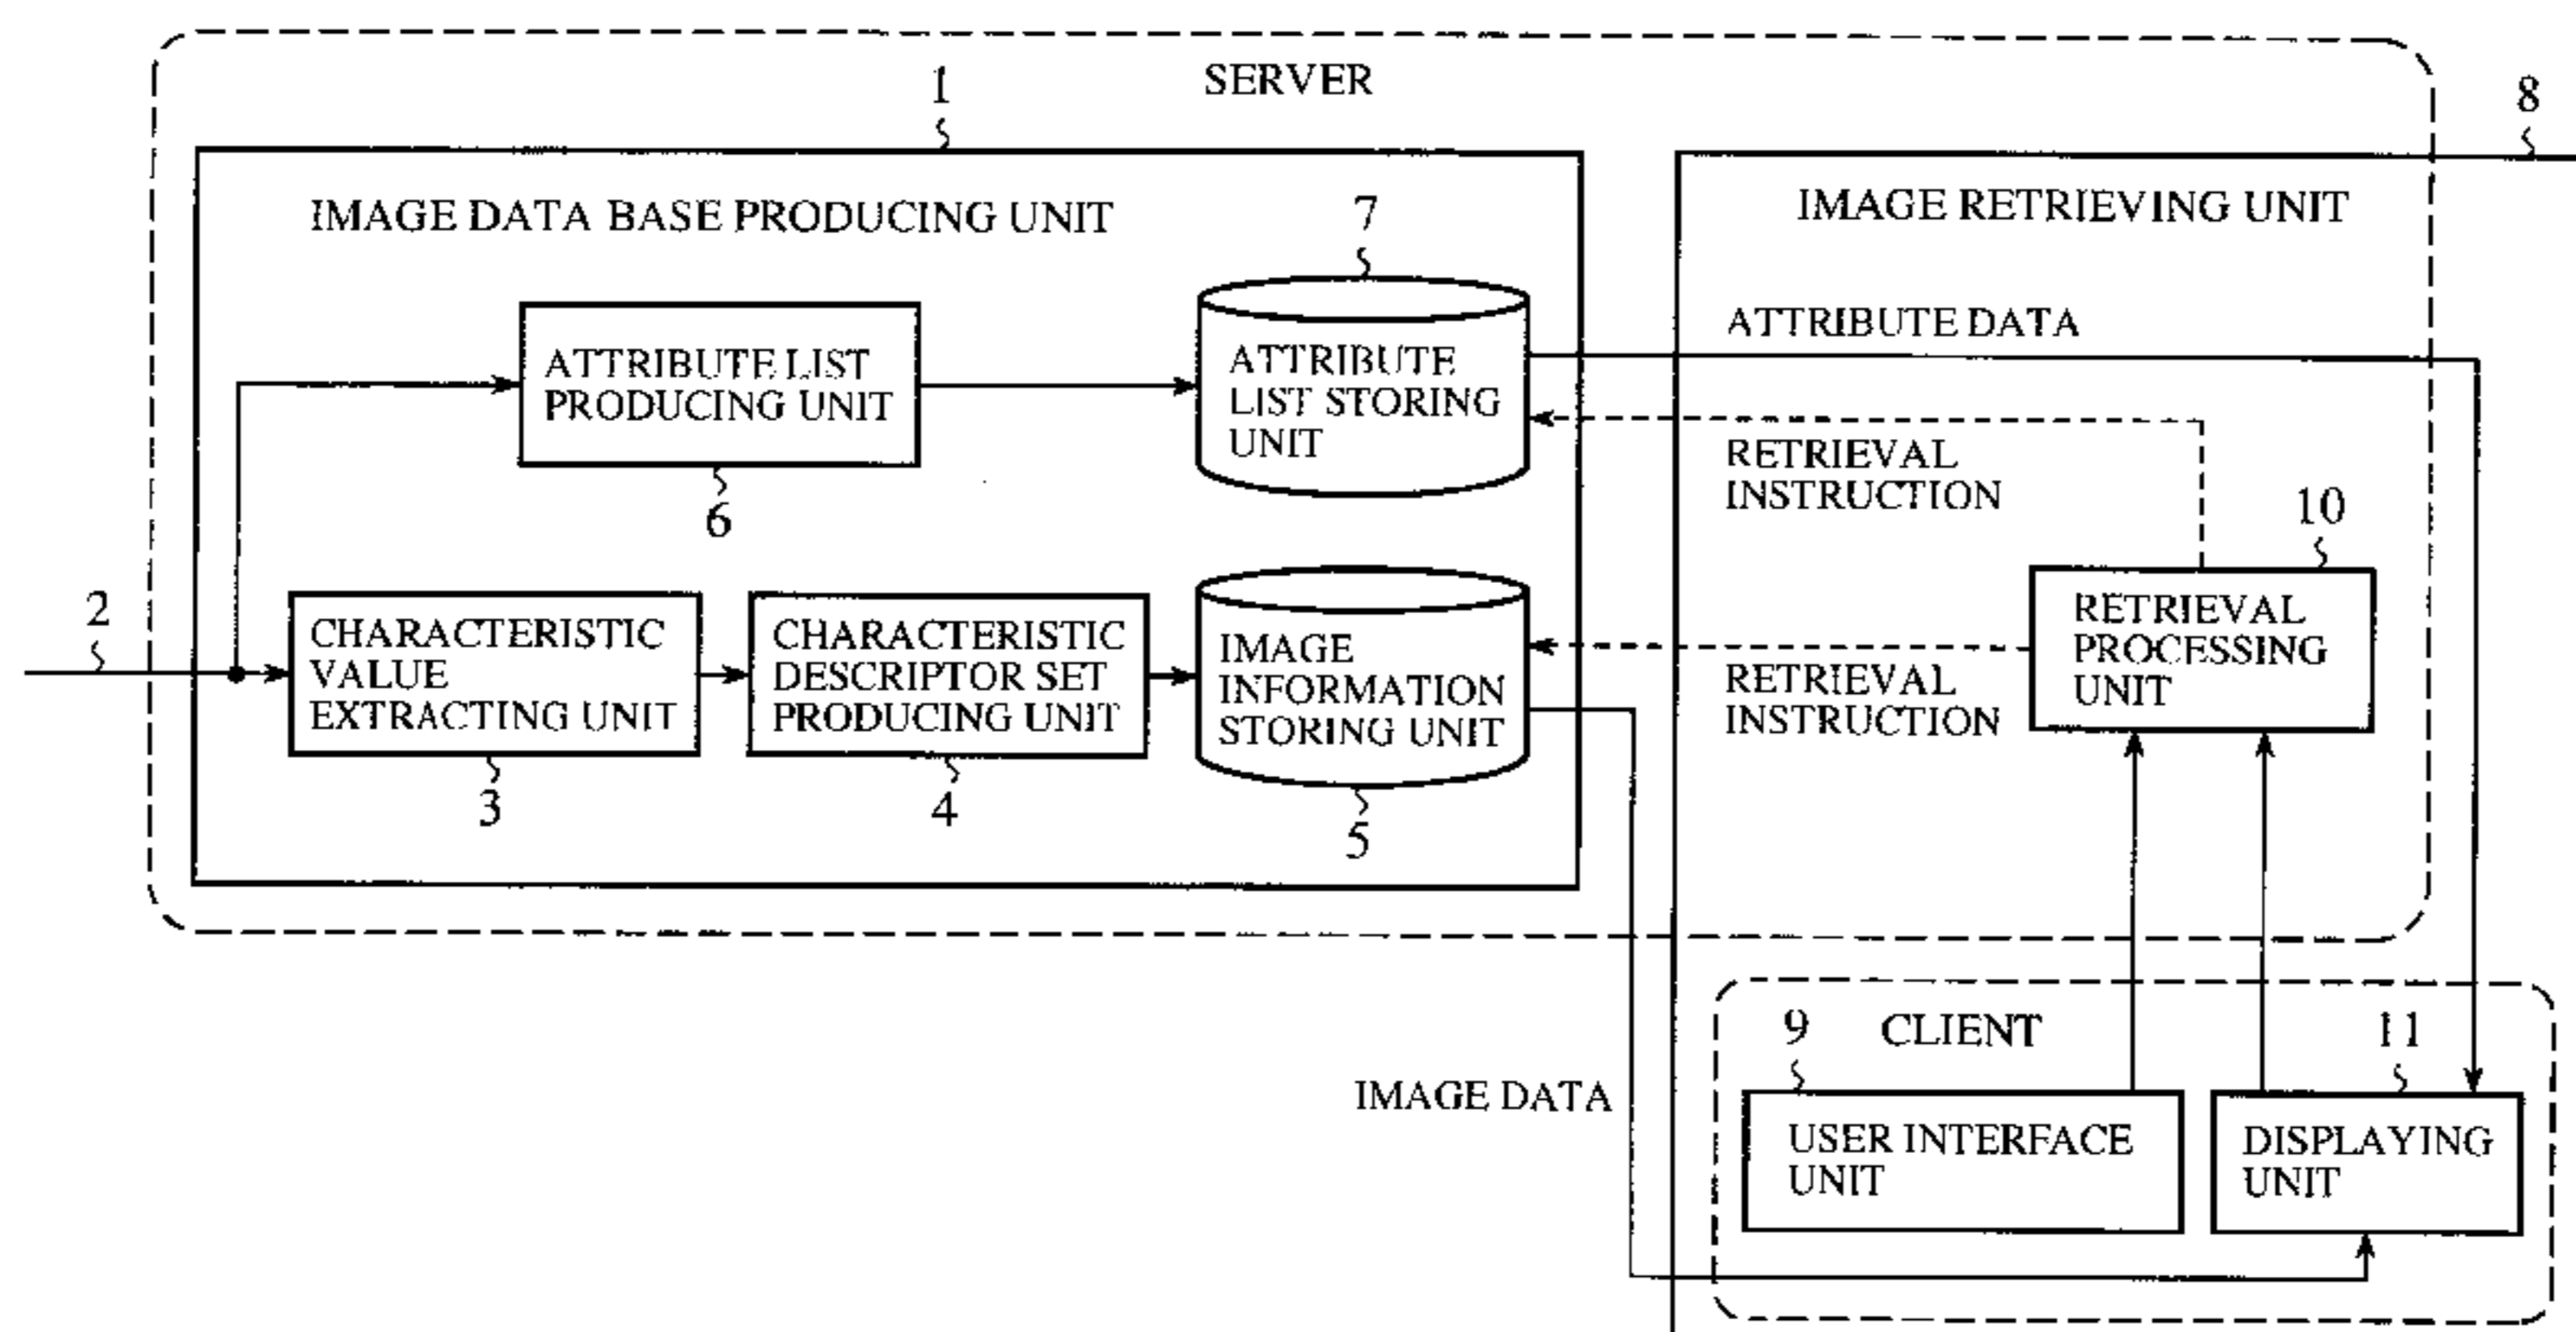 SERVER
1
8
IMAGE DATA BASE PRODUCING UNIT
7
IMAGE RETRIEVING UNIT
ATTRIBUTE DATA
ATTRIBUTE LIST
PRODUCING UNIT
6
ATTRIBUTE
LIST STORING
UNIT
RETRIEVAL
INSTRUCTION
10
2
CHARACTERISTIC
VALUE
EXTRACTING UNIT
3
CHARACTERISTIC
DESCRIPTOR SET
PRODUCING UNIT
4
IMAGE
INFORMATION
STORING UNIT
5
RETRIEVAL
INSTRUCTION
RETRIEVAL
PROCESSING
UNIT
9
CLIENT
11
IMAGE DATA
USER INTERFACE
UNIT
DISPLAYING
UNIT